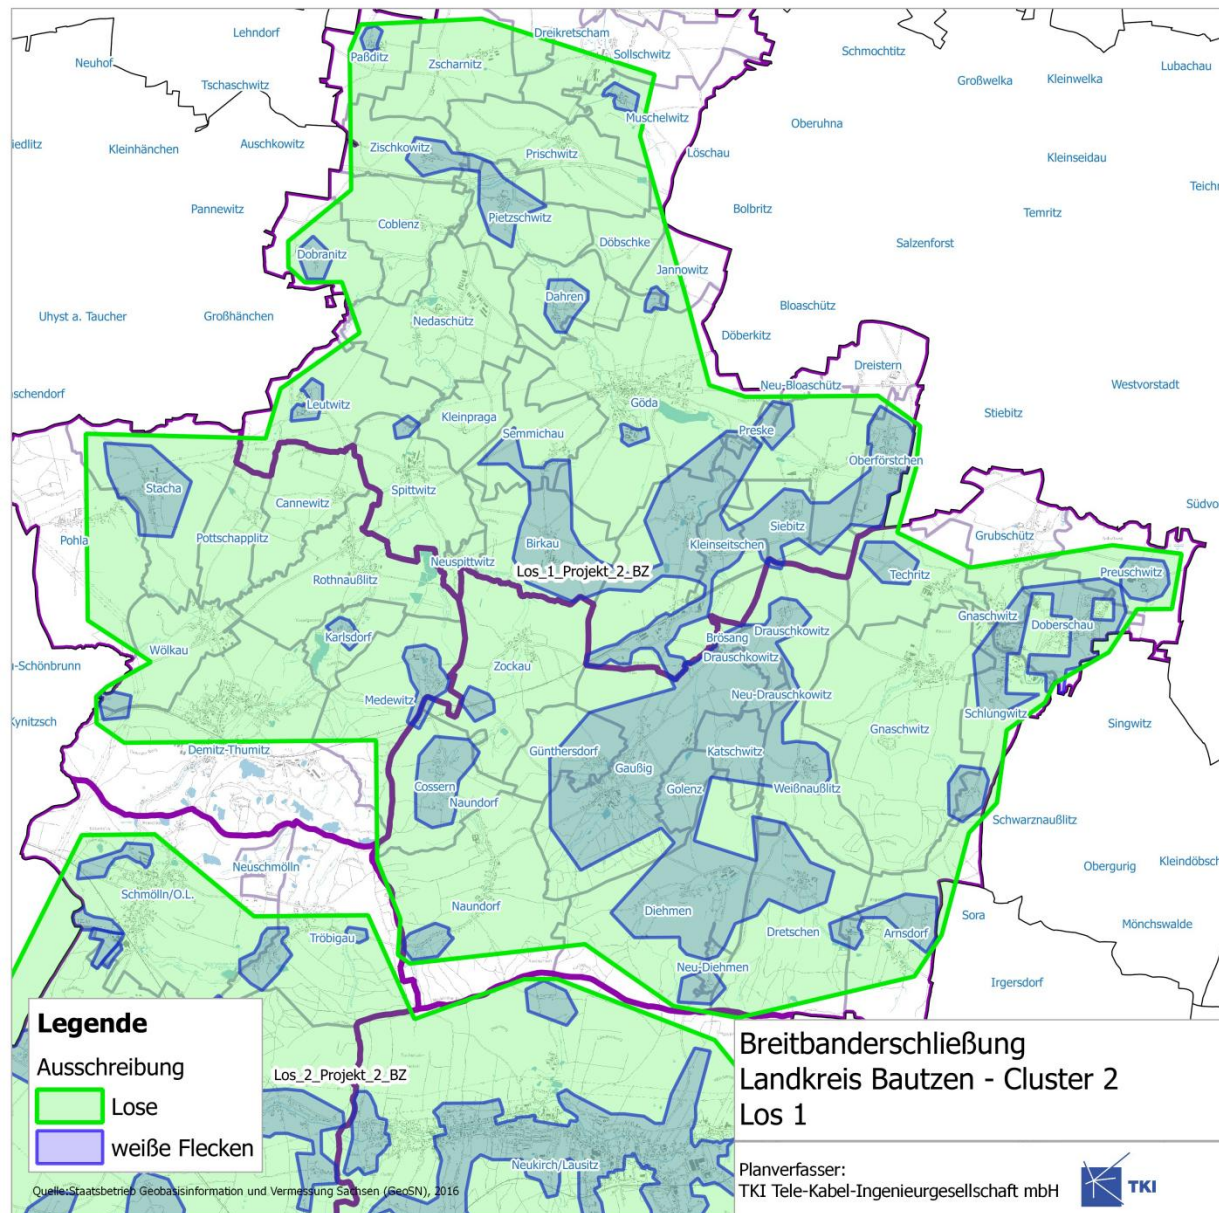 Lehndorf
Dreikretscham
Sollschwitz
Schmochtitz
Lubachau
Neuhof
Paßditz
Zscharnitz
Großwelka
Kleinwelka
Tschaschwitz
Muschelwitz
Oberuhna
iedlitz
Kleinhänchen
Auschkowitz
Zischkowitz
Prischwitz
Löschau
Kleinseidau
Teichn
Pannewitz
Bolbritz
Temritz
Coblenz
Pietzschwitz
Döbschke
Salzenforst
Dobranitz
Jannowitz
Dahren
Bloaschütz
Uhyst a. Taucher
Großhänchen
Nedaschütz
Döberkitz
Dreistern
schendorf
Neu-Bloaschütz
Westvorstadt
Leutwitz
Kleinpraga
Göda
Stiebitz
Semmichau
Preske
Oberförstchen
Stacha
Cannewitz
Spittwitz
Südvo
Pohla
Pottschapplitz
Birkau
Kleinseitschen
Siebitz
Grubschütz
Rothnaußlitz
Neuspittwitz
Los_1_Projekt_2_BZ
Techritz
Preuschwitz
Gnaschwitz
Doberschau
Karlsdorf
Brösang
Drauschkowitz
Wölkau
Zockau
Drauschkowitz
u-Schönbrunn
Medewitz
Neu-Drauschkowitz
Kynitzsch
Schlungwitz
Singwitz
Demitz-Thumitz
Günthersdorf
Katschwitz
Gnaschwitz
Gaußig
Cossern
Golenz
Weißnaußlitz
Naundorf
Schwarznaußlitz
Neuschmölln
Obergurig
Kleindöbsch
Schmölln/O.L.
Naundorf
Diehmen
Sora
Mönchswalde
Tröbigau
Dretschen
Arnsdorf
Neu-Diehmen
Irgersdorf
Legende
Ausschreibung
Lose
weiße Flecken
Los_2_Projekt_2_BZ
Neukirch/Lausitz
Quelle:Staatsbetrieb Geobasisinformation und Vermessung Sachsen (GeoSN), 2016
Breitbanderschließung
Landkreis Bautzen - Cluster 2
Los 1
Planverfasser:
TKI Tele-Kabel-Ingenieurgesellschaft mbH
TKI